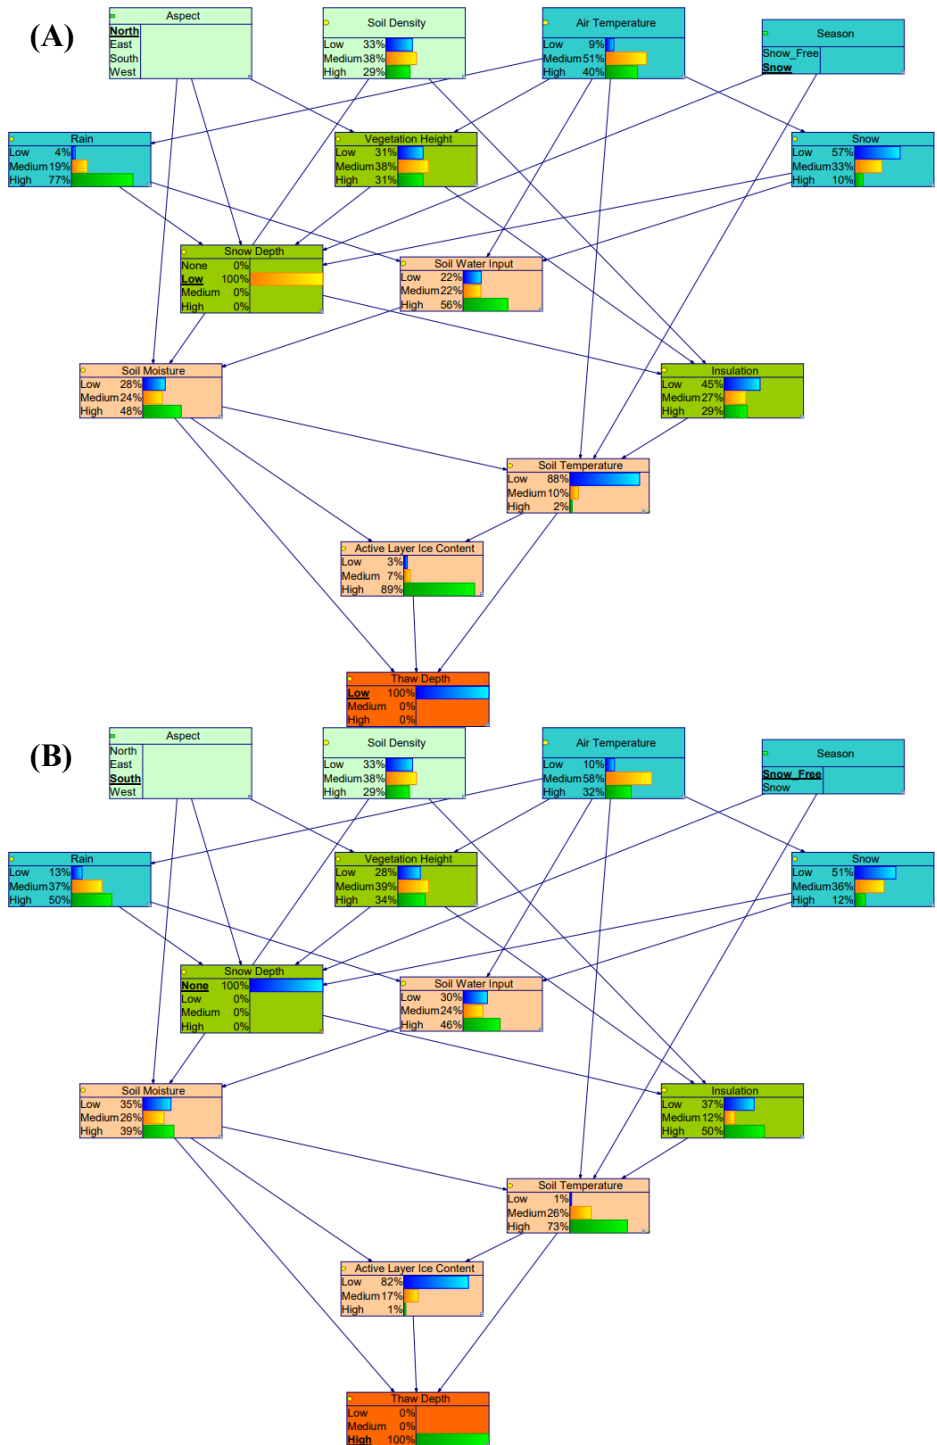 (A)
Aspect
North
East
South
West
Soil Density
Low 33%
Medium 38%
High 29%
Air Temperature
Low 9%
Medium 51%
High 40%
Season
Snow_Free
Snow
Rain
Low 4%
Medium 19%
High 77%
Vegetation Height
Low 31%
Medium 38%
High 31%
Snow
Low 57%
Medium 33%
High 10%
Snow Depth
None 0%
Low 100%
Medium 0%
High 0%
Soil Water Input
Low 22%
Medium 22%
High 56%
Soil Moisture
Low 28%
Medium 24%
High 48%
Insulation
Low 45%
Medium 27%
High 29%
Soil Temperature
Low 88%
Medium 10%
High 2%
Active Layer Ice Content
Low 3%
Medium 7%
High 89%
Thaw Depth
Low 100%
Medium 0%
High 0%
(B)
Aspect
North
East
South
West
Soil Density
Low 33%
Medium 38%
High 29%
Air Temperature
Low 10%
Medium 58%
High 32%
Season
Snow_Free
Snow
Rain
Low 13%
Medium 37%
High 50%
Vegetation Height
Low 28%
Medium 39%
High 34%
Snow
Low 51%
Medium 36%
High 12%
Snow Depth
None 100%
Low 0%
Medium 0%
High 0%
Soil Water Input
Low 30%
Medium 24%
High 46%
Soil Moisture
Low 35%
Medium 26%
High 39%
Insulation
Low 37%
Medium 12%
High 50%
Soil Temperature
Low 1%
Medium 26%
High 73%
Active Layer Ice Content
Low 82%
Medium 17%
High 1%
Thaw Depth
Low 0%
Medium 0%
High 100%